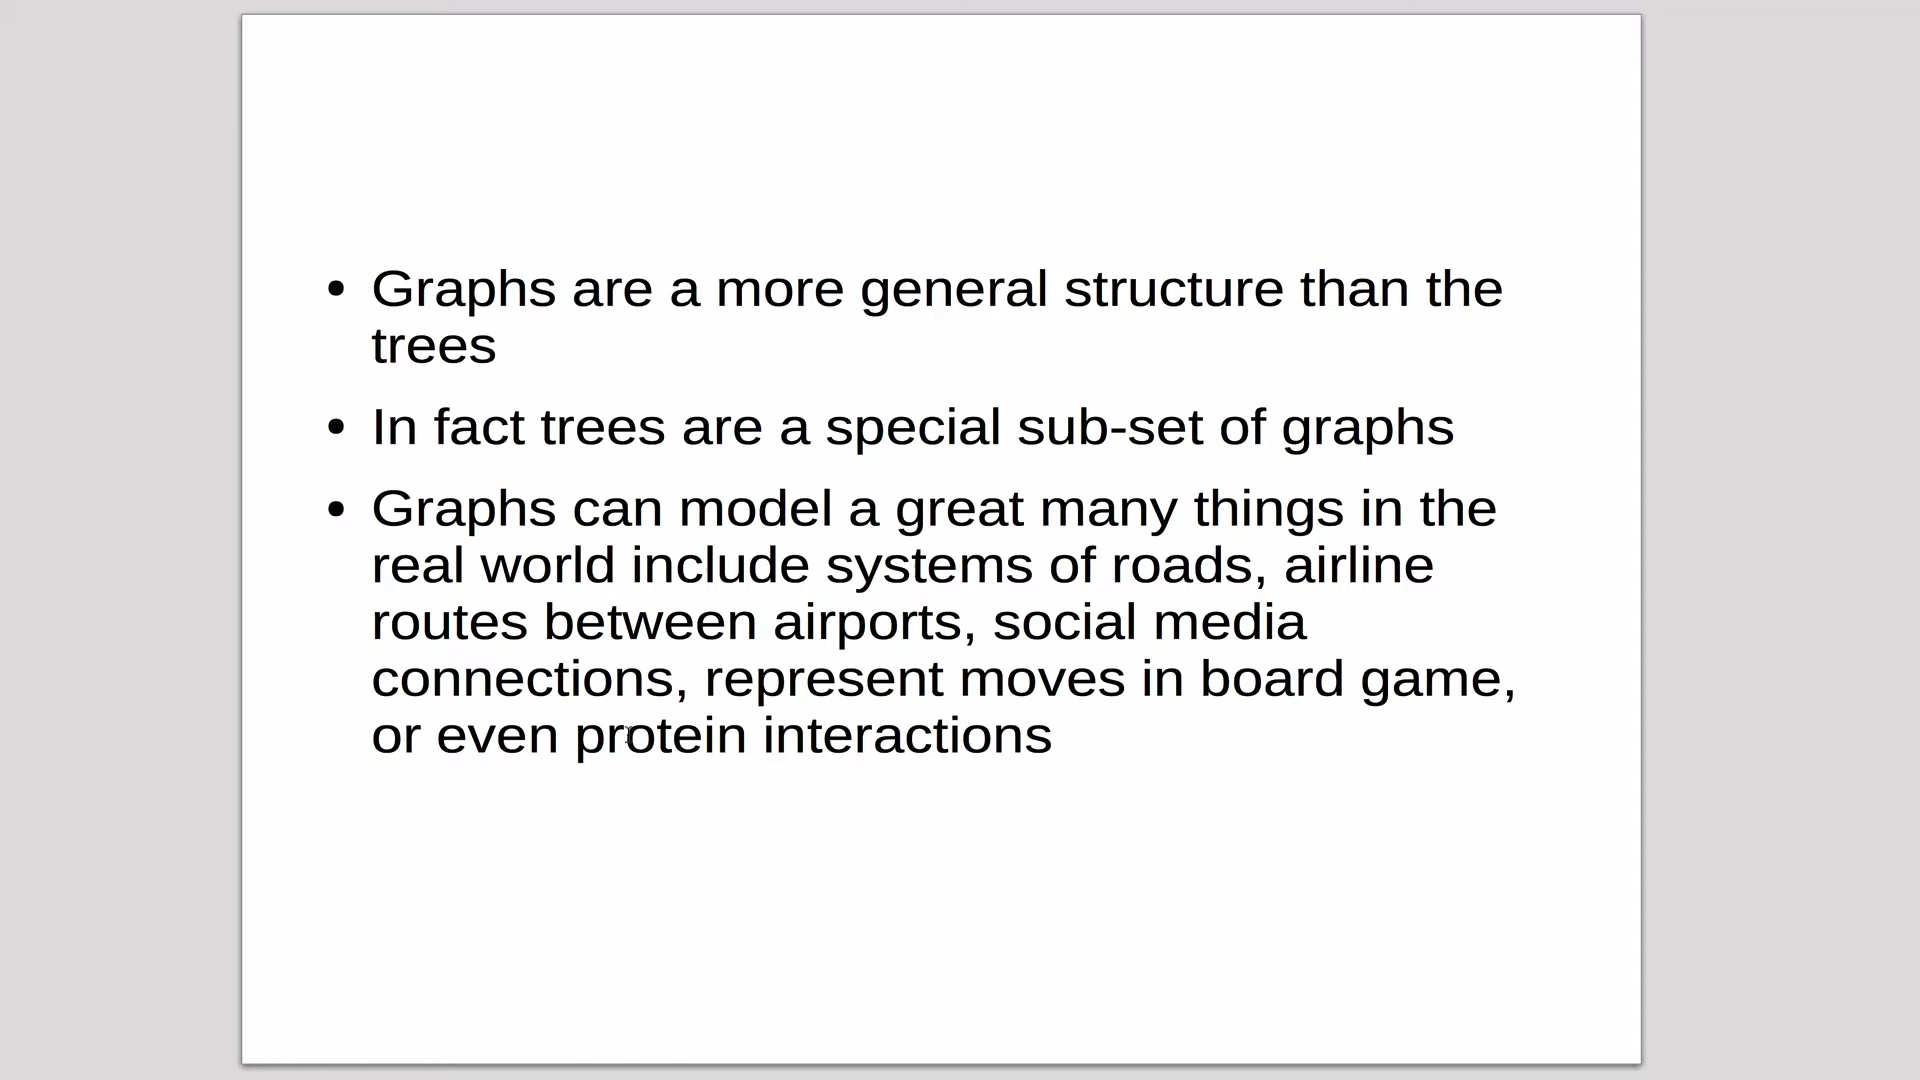 • Graphs are a more general structure than the
trees
• In fact trees are a special sub-set of graphs
• Graphs can model a great many things in the
real world include systems of roads, airline
routes between airports, social media
connections, represent moves in board game,
or even protein interactions